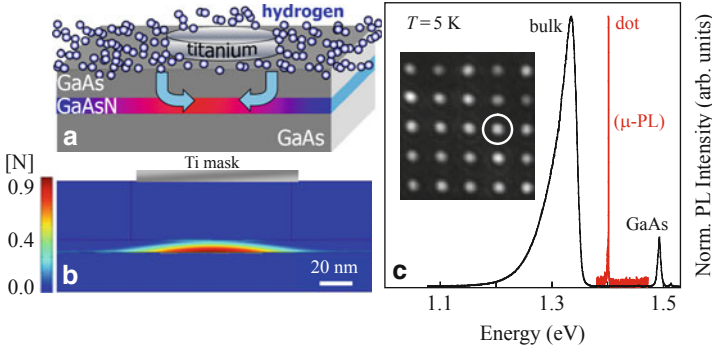 hydrogen
titanium
GaAs
GaAsN
GaAs
a
[N]
Ti mask
0.9
0.4
0.0
b
20 nm
T = 5 K
bulk
dot
(μ-PL)
GaAs
c
1.1
1.3
1.5
Energy (eV)
Norm. PL Intensity (arb. units)